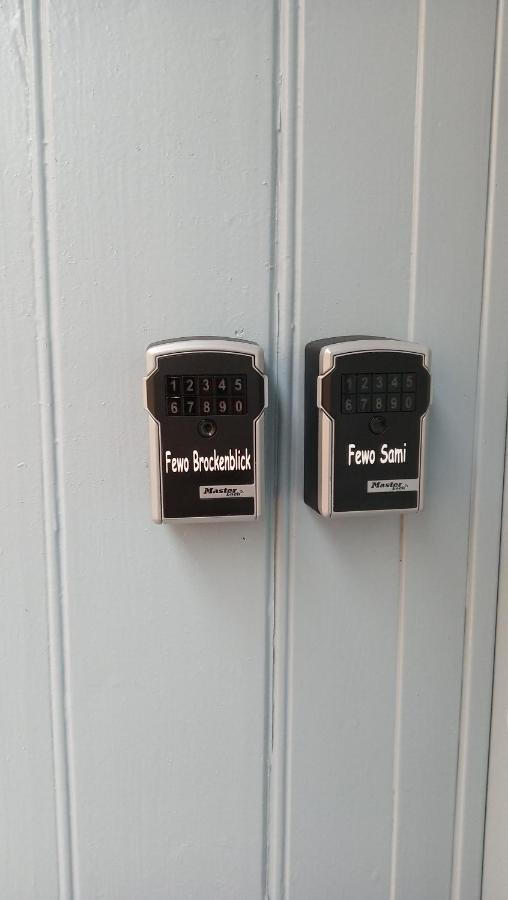 1 2 3 4 5
6 7 8 9 0
Fewo Brockenblick
Master Lock
1 2 3 4 5
6 7 8 9 0
Fewo Sami
Master Lock